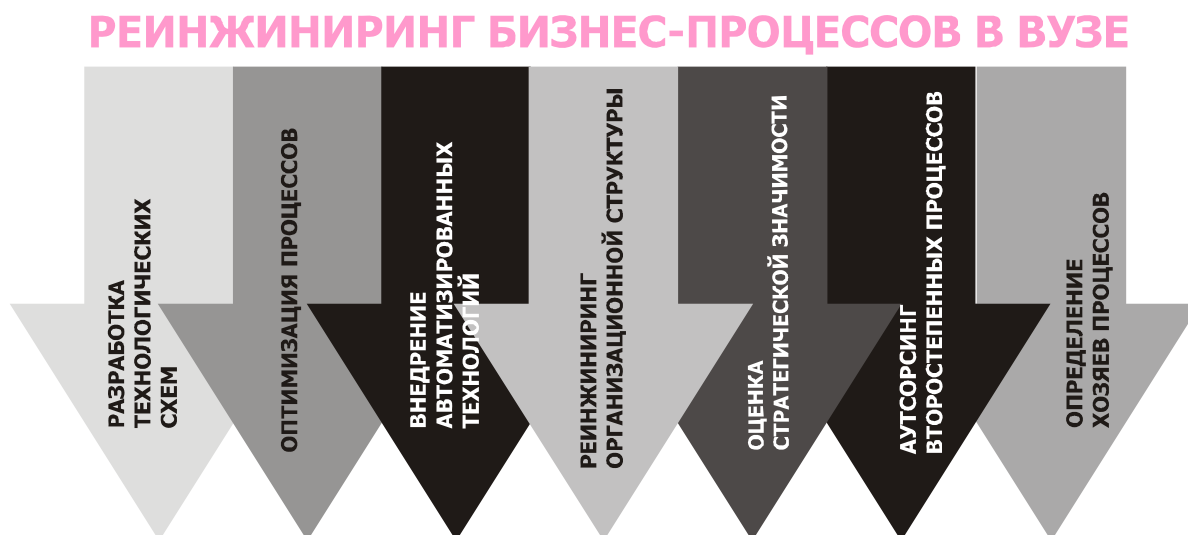 РЕИНЖИНИРИНГ БИЗНЕС-ПРОЦЕССОВ В ВУЗЕ
РАЗРАБОТКА
ТЕХНОЛОГИЧЕСКИХ
СХЕМ
ОПТИМИЗАЦИЯ ПРОЦЕССОВ
ВНЕДРЕНИЕ
АВТОМАТИЗИРОВАННЫХ
ТЕХНОЛОГИЙ
РЕИНЖИНИРИНГ
ОРГАНИЗАЦИОННОЙ СТРУКТУРЫ
ОЦЕНКА
СТРАТЕГИЧЕСКОЙ ЗНАЧИМОСТИ
АУТСОРСИНГ
ВТОРОСТЕПЕННЫХ ПРОЦЕССОВ
ОПРЕДЕЛЕНИЕ
ХОЗЯЕВ ПРОЦЕССОВ